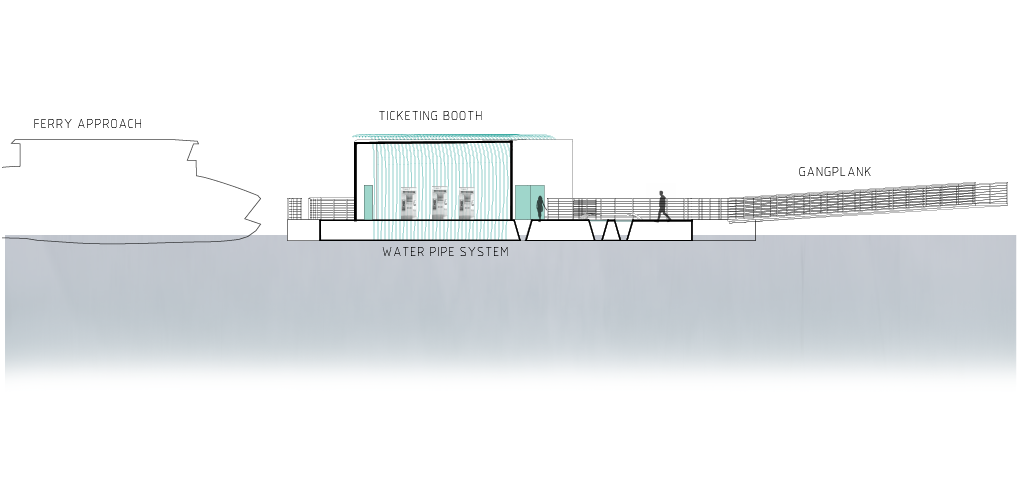 TICKETING BOOTH
FERRY APPROACH
GANGPLANK
WATER PIPE SYSTEM